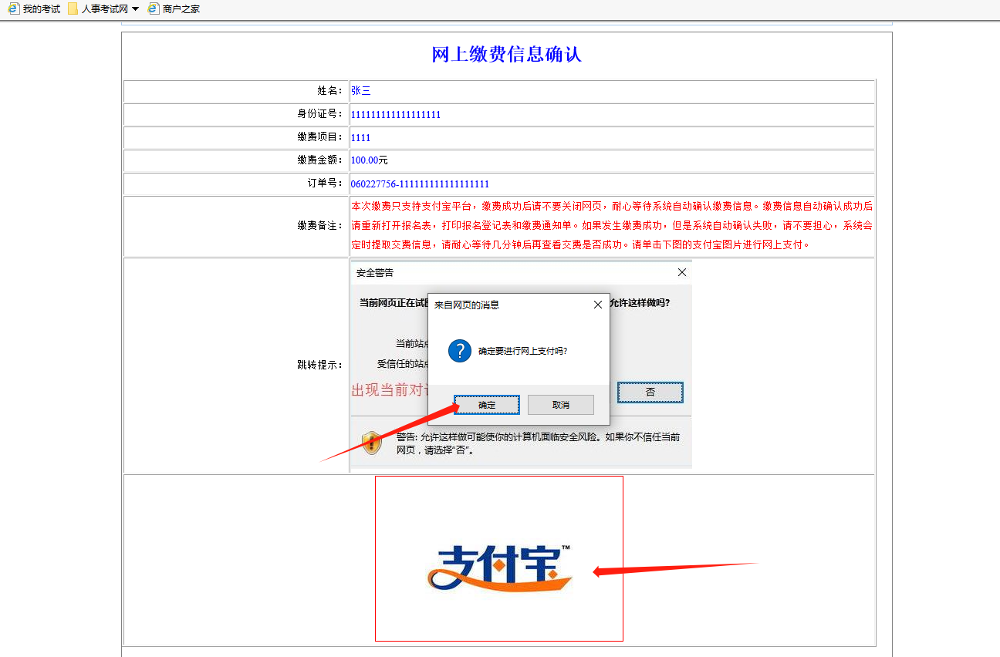 我的考试 人事考试网 商户之家
网上缴费信息确认
姓名： 张三
身份证号： 111111111111111111
缴费项目： 1111
缴费金额： 100.00元
订单号： 060227756-111111111111111111
本次缴费只支持支付宝平台，缴费成功后请不要关闭网页，耐心等待系统自动确认缴费信息。缴费信息自动确认成功后
缴费备注： 请重新打开报名表，打印报名登记表和缴费通知单。如果发生缴费成功，但是系统自动确认失败，请不要担心，系统会
定时提取交费信息，请耐心等待几分钟后再查看交费是否成功。请单击下图的支付宝图片进行网上支付。
安全警告
当前网页正在试 允许这样做吗?
来自网页的消息
当前站
确定要进行网上支付吗?
受信任的站
跳转提示：
出现当前对
否
确定 取消
警告: 允许这样做可能使你的计算机面临安全风险。如果你不信任当前
网页，请选择“否”。
支付宝™